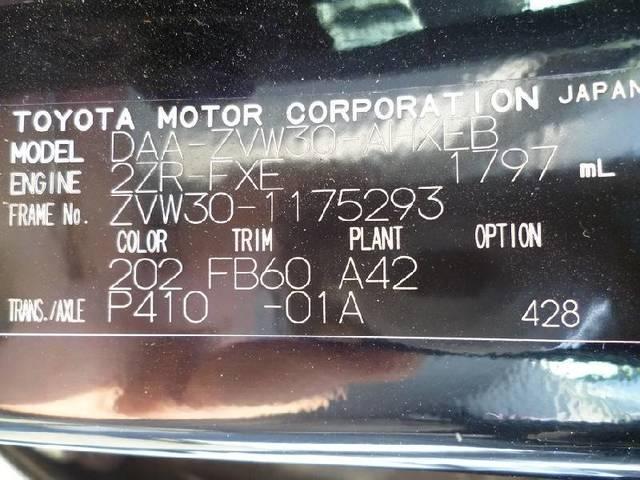 TOYOTA MOTOR CORPORATION JAPAN
MODEL DAA-ZVW30-AHXEB
ENGINE 2ZR-FXE 1797 mL
FRAME No. ZVW30-1175293
COLOR TRIM PLANT OPTION
202 FB60 A42
TRANS./AXLE P410 -01A 428